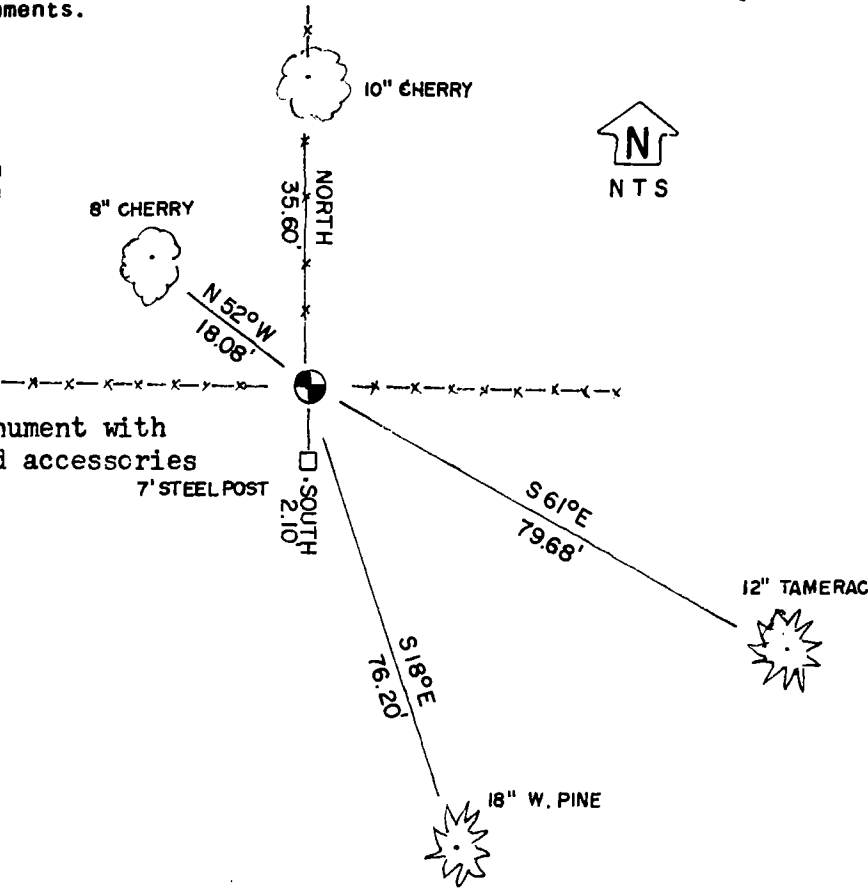 ments.
10" CHERRY
N
N T S
8" CHERRY
NORTH
35.60'
N 52° W
18.08'
nument with
d accessories
7' STEEL POST
SOUTH
2.10'
S 61° E
79.68'
12" TAMERAC
S 18° E
76.20'
18" W. PINE